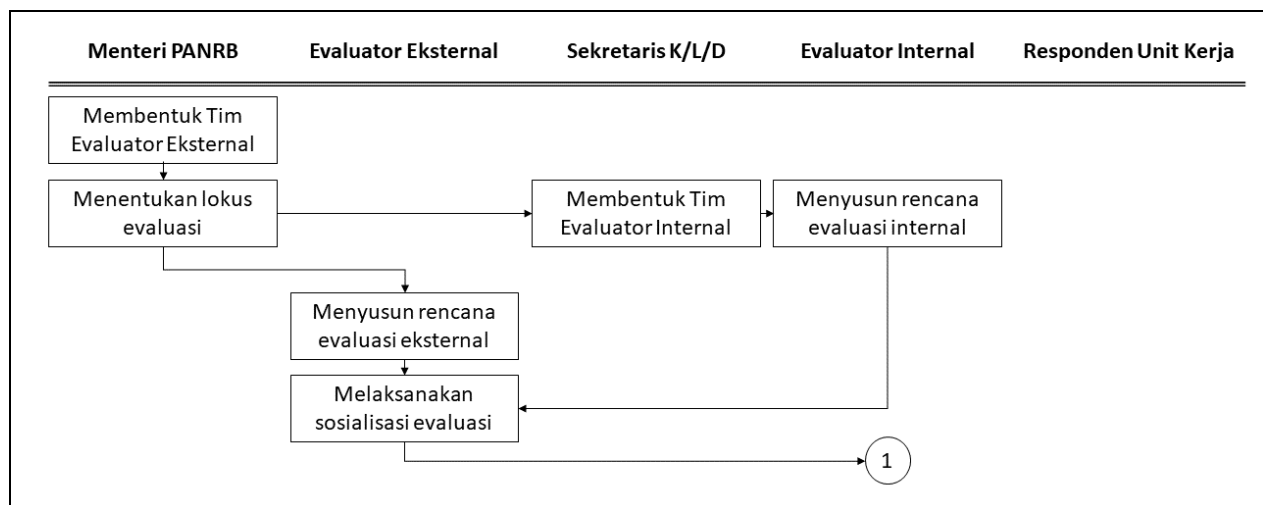 Menteri PANRB
Evaluator Eksternal
Sekretaris K/L/D
Evaluator Internal
Responden Unit Kerja
Membentuk Tim
Evaluator Eksternal
Menentukan lokus
evaluasi
Membentuk Tim
Evaluator Internal
Menyusun rencana
evaluasi internal
Menyusun rencana
evaluasi eksternal
Melaksanakan
sosialisasi evaluasi
1